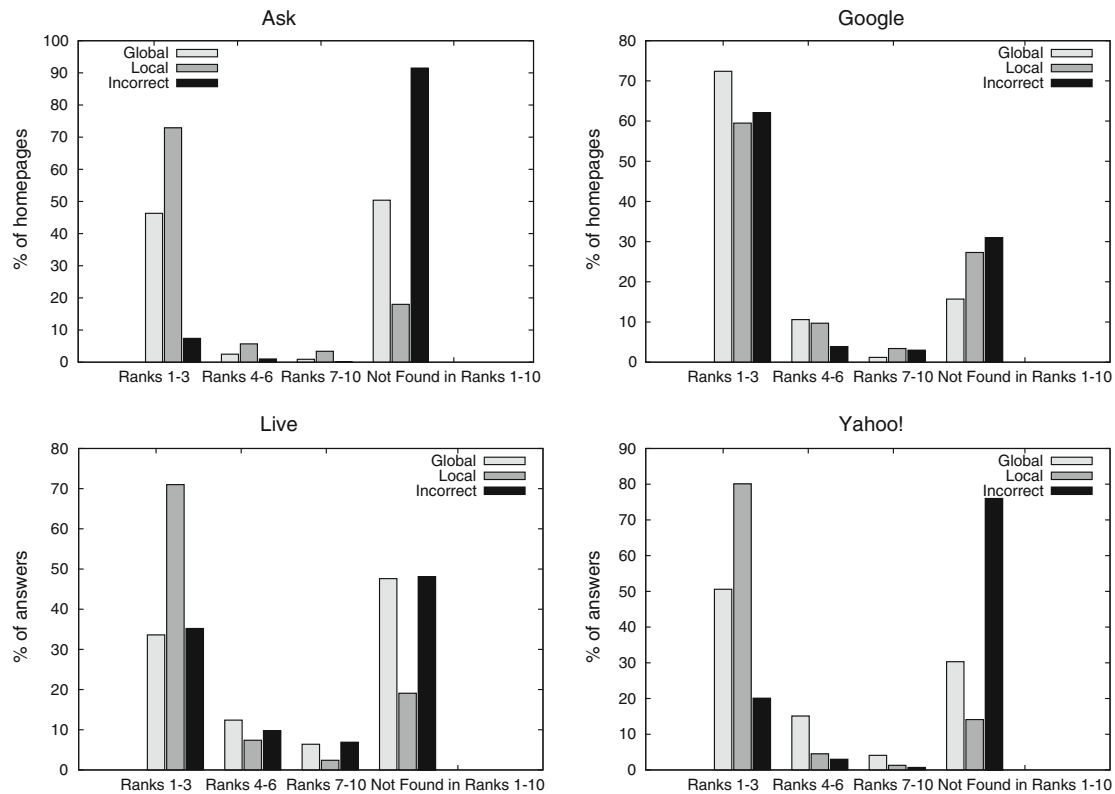 Ask
100
90
80
70
60
50
40
30
20
10
0
% of homepages
Global
Local
Incorrect
Ranks 1-3 Ranks 4-6 Ranks 7-10 Not Found in Ranks 1-10
Google
80
70
60
50
40
30
20
10
0
% of homepages
Global
Local
Incorrect
Ranks 1-3 Ranks 4-6 Ranks 7-10 Not Found in Ranks 1-10
Live
80
70
60
50
40
30
20
10
0
% of answers
Global
Local
Incorrect
Ranks 1-3 Ranks 4-6 Ranks 7-10 Not Found in Ranks 1-10
Yahoo!
90
80
70
60
50
40
30
20
10
0
% of answers
Global
Local
Incorrect
Ranks 1-3 Ranks 4-6 Ranks 7-10 Not Found in Ranks 1-10